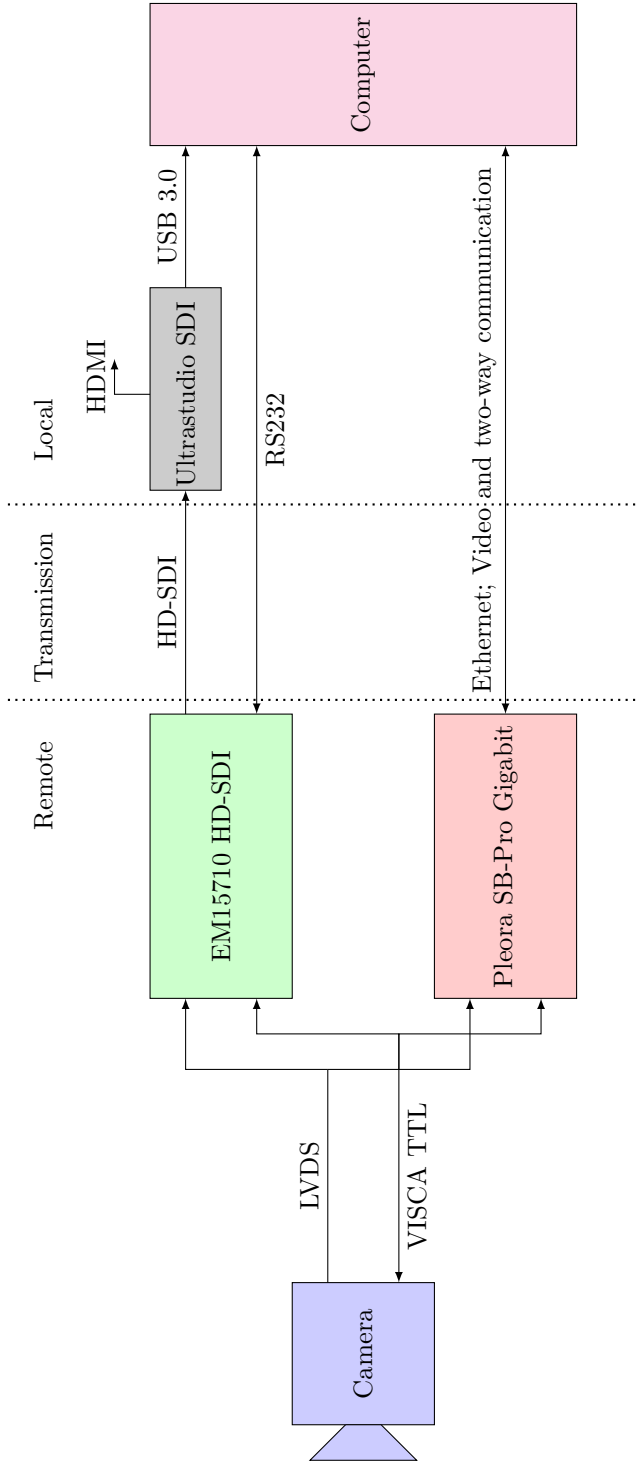 Remote
Transmission
Local
HDMI
HD-SDI
USB 3.0
Ultrastudio SDI
EM15710 HD-SDI
RS232
Computer
LVDS
Camera
VISCA TTL
Ethernet; Video and two-way communication
Pleora SB-Pro Gigabit